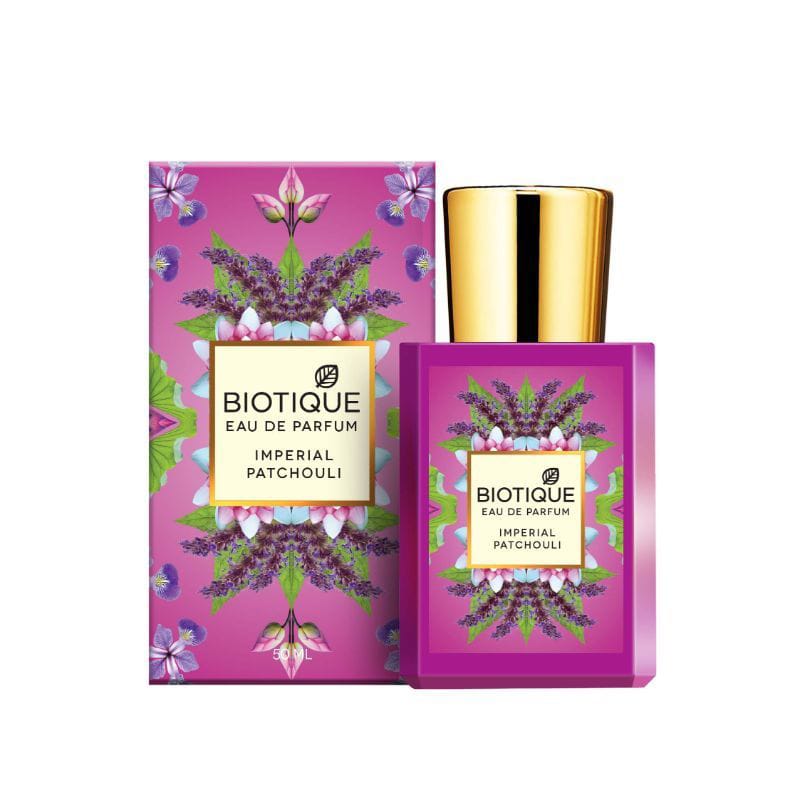 BIOTIQUE
EAU DE PARFUM
IMPERIAL
PATCHOULI
50 ML
BIOTIQUE
EAU DE PARFUM
IMPERIAL
PATCHOULI